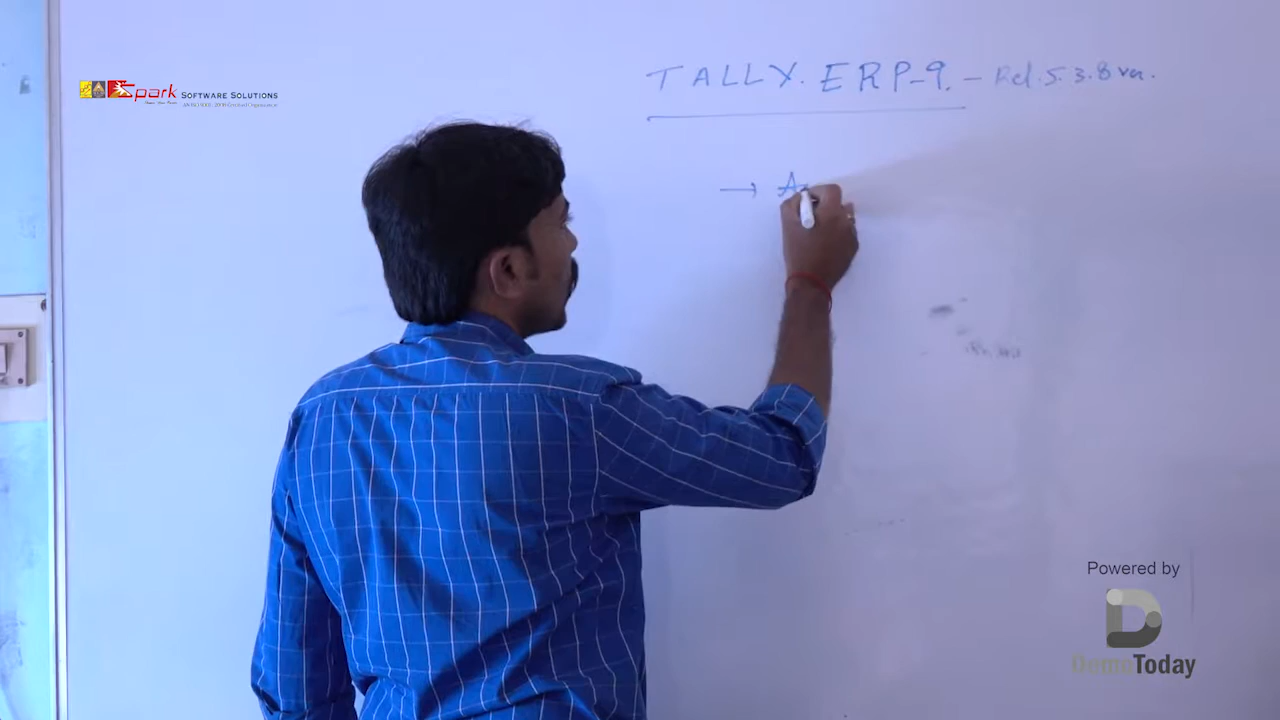 TALLY. ERP-9. - Rel. 5.3.8 ver.
→ A
Spark SOFTWARE SOLUTIONS
Powered by
DemoToday